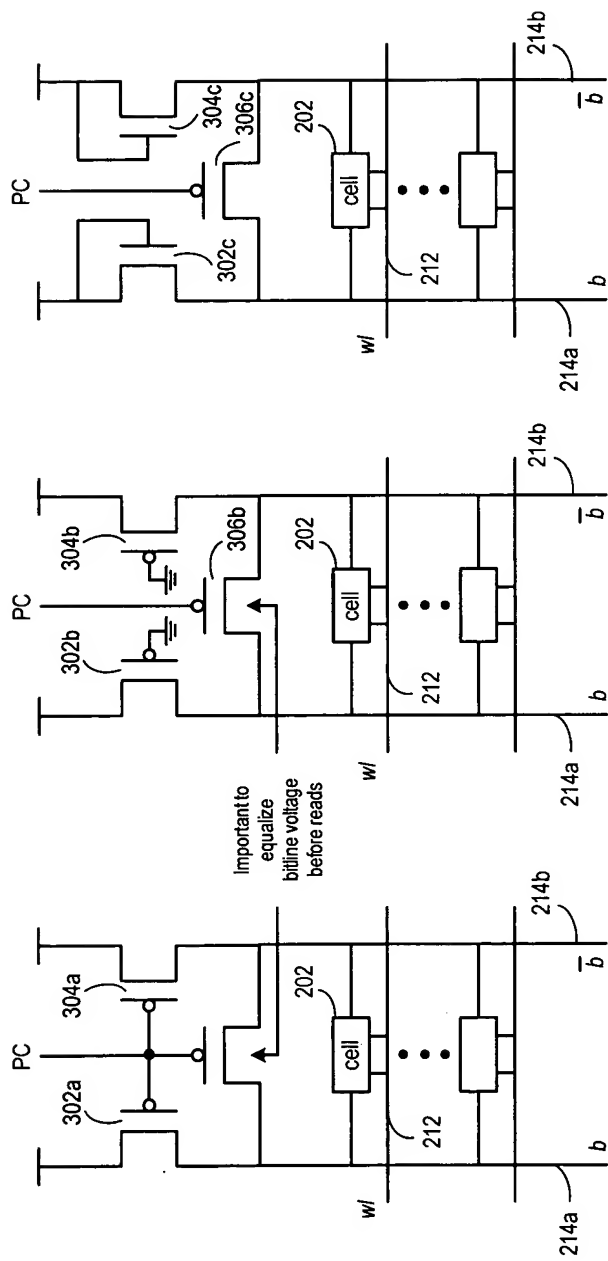 PC
302a
304a
202
cell
wl
212
214a
214b
b
b
Important to
equalize
bitline voltage
before reads
PC
302b
304b
306b
202
cell
wl
212
214a
214b
b
b
PC
302c
304c
306c
202
cell
wl
212
214a
214b
b
b